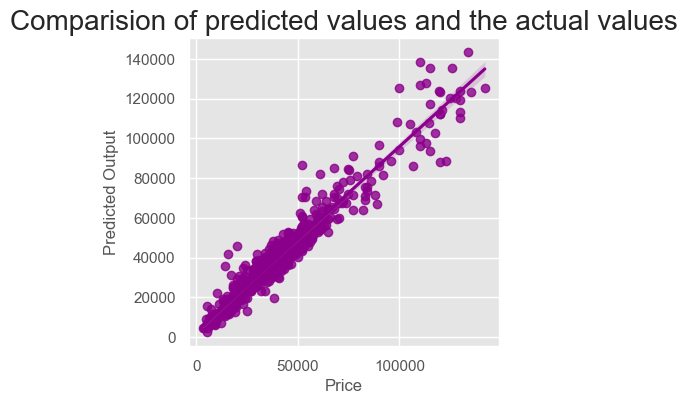 Comparision of predicted values and the actual values
140000
120000
100000
80000
60000
40000
20000
0
Predicted Output
0 50000 100000
Price